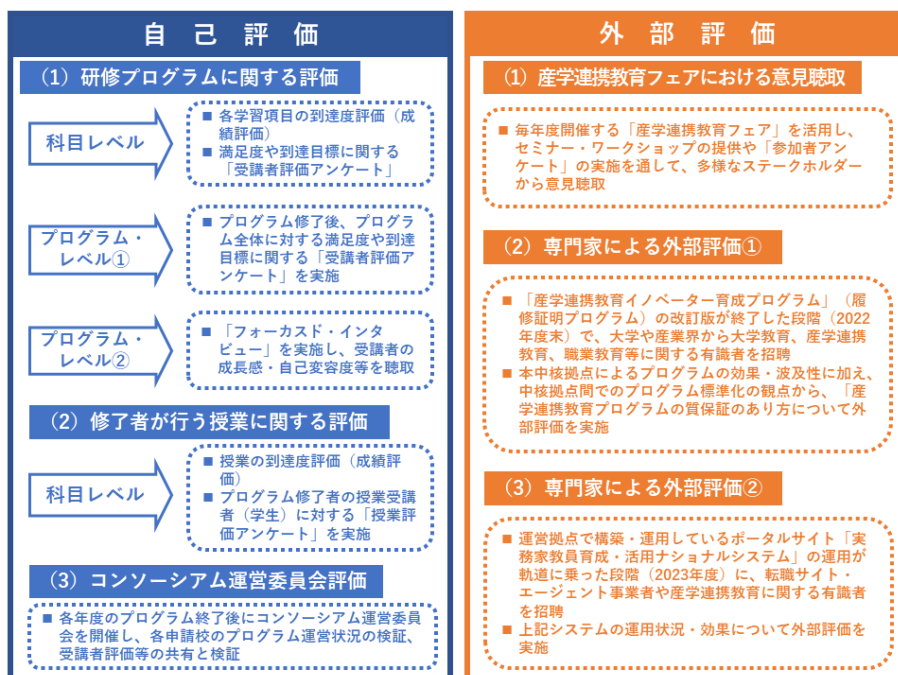 自己評価
(1)研修プログラムに関する評価
科目レベル
■ 各学習項目の到達度評価(成
績評価)
■ 満足度や到達目標に関する
「受講者評価アンケート」
プログラム・
レベル①
■ プログラム修了後、プログラ
ム全体に対する満足度や到達
目標に関する「受講者評価ア
ンケート」を実施
プログラム・
レベル②
■ 「フォーカスド・インタ
ビュー」を実施し、受講者の
成長感・自己変容度等を聴取
(2)修了者が行う授業に関する評価
科目レベル
■ 授業の到達度評価(成績評
価)
■ プログラム修了者の授業受講
者(学生)に対する「授業評
価アンケート」を実施
(3)コンソーシアム運営委員会評価
■ 各年度のプログラム終了後にコンソーシアム運営委員
会を開催し、各申請校のプログラム運営状況の検証、
受講者評価等の共有と検証
外部評価
(1)産学連携教育フェアにおける意見聴取
■ 毎年度開催する「産学連携教育フェア」を活用し、
セミナー・ワークショップの提供や「参加者アン
ケート」の実施を通して、多様なステークホルダー
から意見聴取
(2)専門家による外部評価①
■ 「産学連携教育イノベーター育成プログラム」(履
修証明プログラム)の改訂版が終了した段階(2022
年度末)で、大学や産業界から大学教育、産学連携
教育、職業教育等に関する有識者を招聘
■ 本中核拠点によるプログラムの効果・波及性に加え、
中核拠点間でのプログラム標準化の観点から、「産
学連携教育プログラムの質保証のあり方について外
部評価を実施
(3)専門家による外部評価②
■ 運営拠点で構築・運用しているポータルサイト「実
務家教員育成・活用ナショナルシステム」の運用が
軌道に乗った段階(2023年度)に、転職サイト・
エージェント事業者や産学連携教育に関する有識者
を招聘
■ 上記システムの運用状況・効果について外部評価を
実施